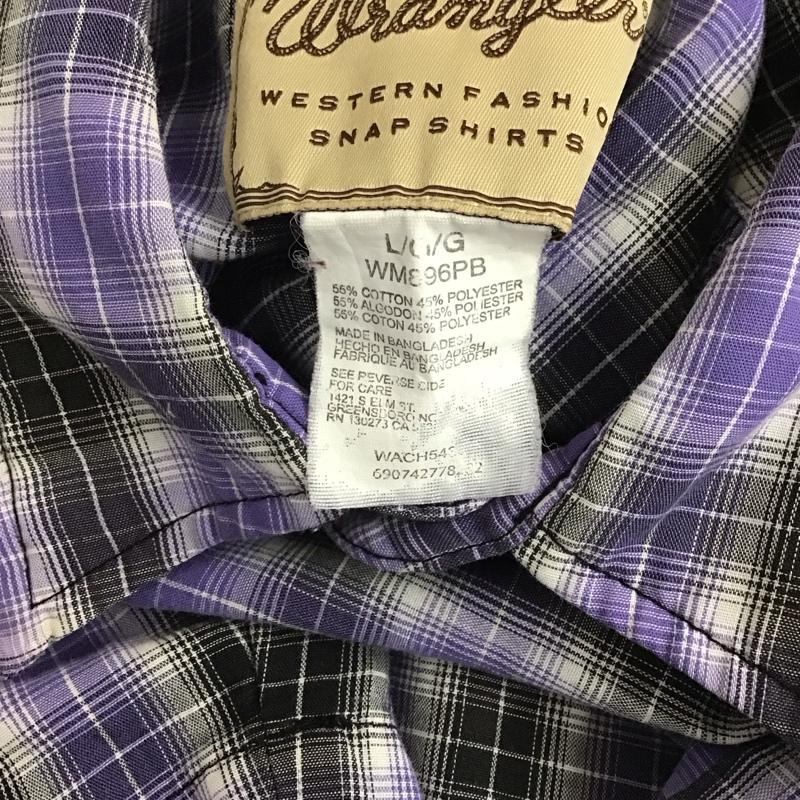 Wrangler
WESTERN FASHIO
SNAP SHIRTS
L/G/G
WM896PB
55% COTTON 45% POLYESTER
55% ALGODON 45% POLIESTER
55% COTON 45% POLYESTER
MADE IN BANGLADESH
HECHO EN BANGLADESH
FABRIQUE AU BANGLADESH
SEE REVERSE SIDE
FOR CARE
1421 S ELM ST.
GREENSBORO NC
RN 130273 CA